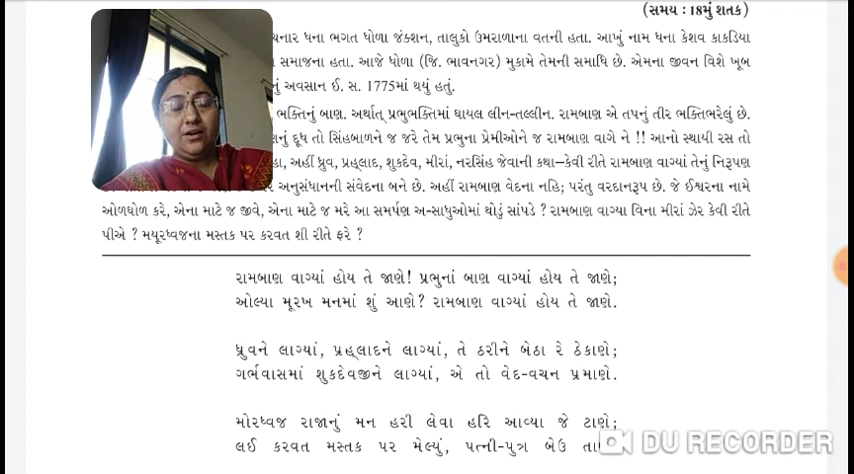 (સમય : 18મું શતક)
યનાર ધના ભગત ધોળા જંક્શન, તાલુકો ઉમરાળાના વતની હતા. આખું નામ ધના કેશવ કાકડિયા
સમાજના હતા. આજે ધોળા (જિ. ભાવનગર) મુકામે તેમની સમાધિ છે. એમના જીવન વિશે ખૂબ
નું અવસાન ઈ. સ. 1775માં થયું હતું.
ભક્તિનું બાણ. અર્થાત્ પ્રભુભક્તિમાં ઘાયલ લીન-તલ્લીન. રામબાણ એ તપનું તીર ભક્તિભરેલું છે.
ણનું દૂધ તો સિંહબાળને જ જરે તેમ પ્રભુના પ્રેમીઓને જ રામબાણ વાગે ને !! આનો સ્થાયી રસ તો
હા, અહીં ધ્રુવ, પ્રહ્લાદ, શુકદેવ, મીરાં, નરસિંહ જેવાની કથા–કેવી રીતે રામબાણ વાગ્યાં તેનું નિરૂપણ
અનુસંધાનની સંવેદના બને છે. અહીં રામબાણ વેદના નહિ; પરંતુ વરદાનરૂપ છે. જે ઈશ્વરના નામે
ઓળઘોળ કરે, એના માટે જ જીવે, એના માટે જ મરે આ સમર્પણ અ-સાધુઓમાં થોડું સાંપડે ? રામબાણ વાગ્યા વિના મીરાં ઝેર કેવી રીતે
પીએ ? મયૂરધ્વજના મસ્તક પર કરવત શી રીતે ફરે ?
રામબાણ વાગ્યાં હોય તે જાણે! પ્રભુનાં બાણ વાગ્યાં હોય તે જાણે;
ઓલ્યા મૂરખ મનમાં શું આણે? રામબાણ વાગ્યાં હોય તે જાણે.
ધ્રુવને લાગ્યાં, પ્રહ્લાદને લાગ્યાં, તે ઠરીને બેઠા રે ઠેકાણે;
ગર્ભવાસમાં શુકદેવજીને લાગ્યાં, એ તો વેદ-વચન પ્રમાણે.
મોરધ્વજ રાજાનું મન હરી લેવા હરિ આવ્યા જે ટાણે;
લઈ કરવત મસ્તક પર મેલ્યું, પત્ની-પુત્ર બેઉ
DU RECORDER